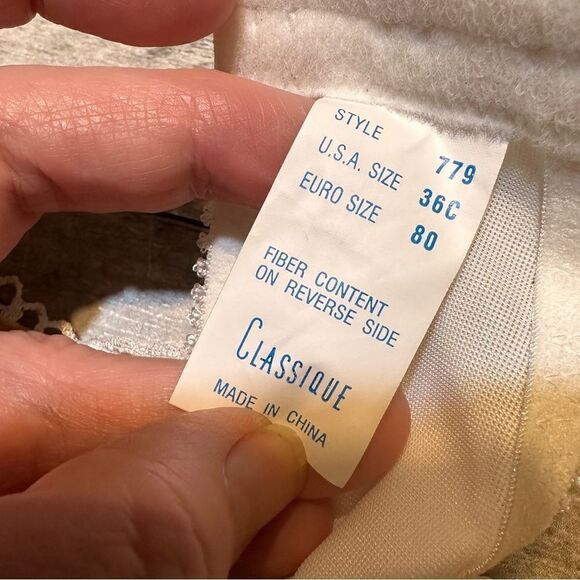 STYLE 779
U.S.A. SIZE 36C
EURO SIZE 80
FIBER CONTENT
ON REVERSE SIDE
CLASSIQUE
MADE IN CHINA